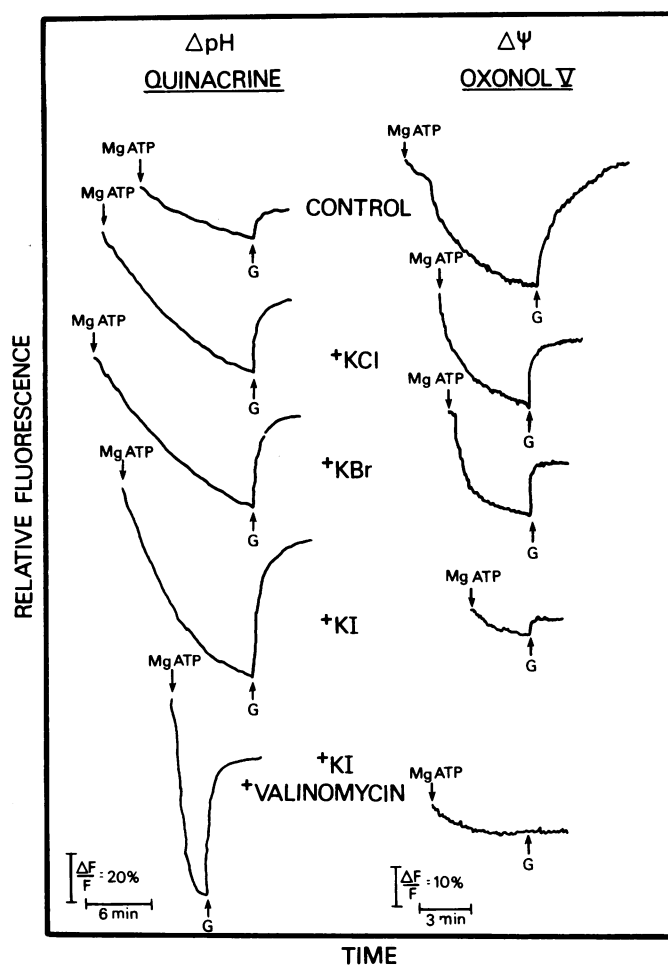 ΔpH
QUINACRINE
ΔΨ
OXONOL V
Mg ATP
Mg ATP
Mg ATP
CONTROL
G
G
Mg ATP
Mg ATP
+KCl
G
G
Mg ATP
Mg ATP
+KBr
G
G
Mg ATP
+KI
G
G
Mg ATP
+KI
+VALINOMYCIN
Mg ATP
G
G
ΔF
F = 20%
6 min
ΔF
F = 10%
3 min
RELATIVE FLUORESCENCE
TIME